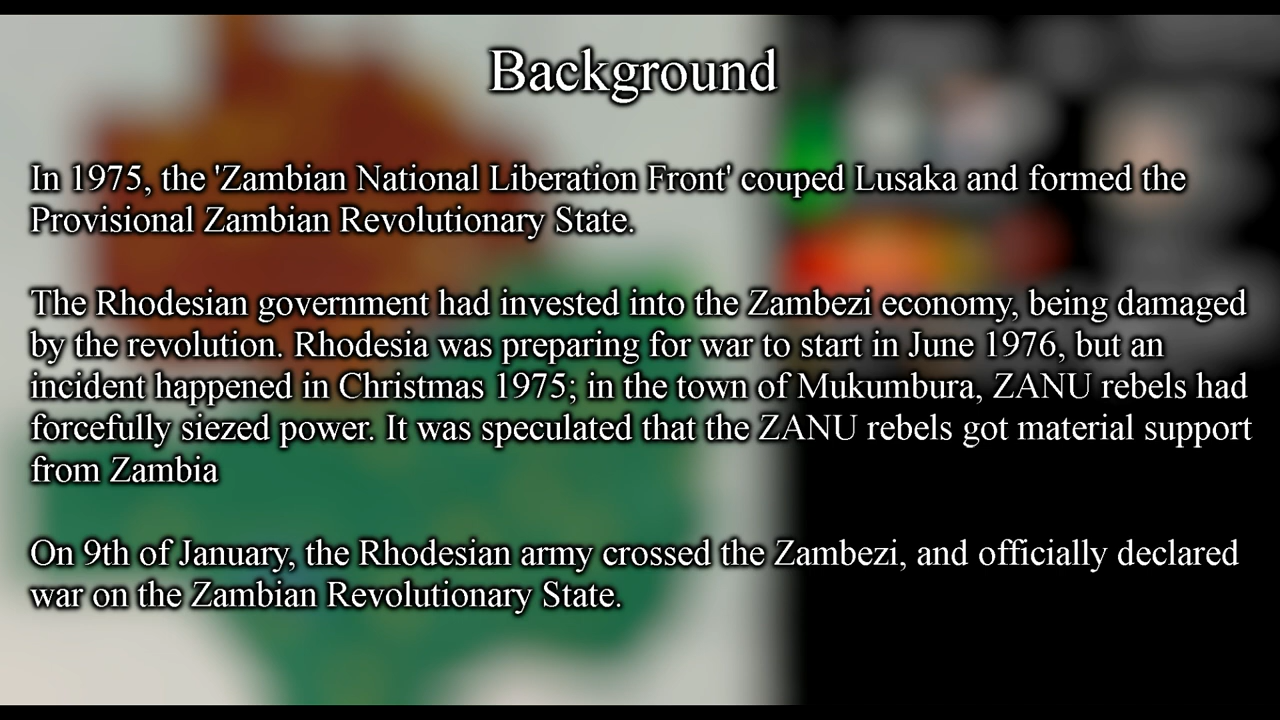 Background
In 1975, the 'Zambian National Liberation Front' couped Lusaka and formed the
Provisional Zambian Revolutionary State.
The Rhodesian government had invested into the Zambezi economy, being damaged
by the revolution. Rhodesia was preparing for war to start in June 1976, but an
incident happened in Christmas 1975; in the town of Mukumbura, ZANU rebels had
forcefully siezed power. It was speculated that the ZANU rebels got material support
from Zambia
On 9th of January, the Rhodesian army crossed the Zambezi, and officially declared
war on the Zambian Revolutionary State.